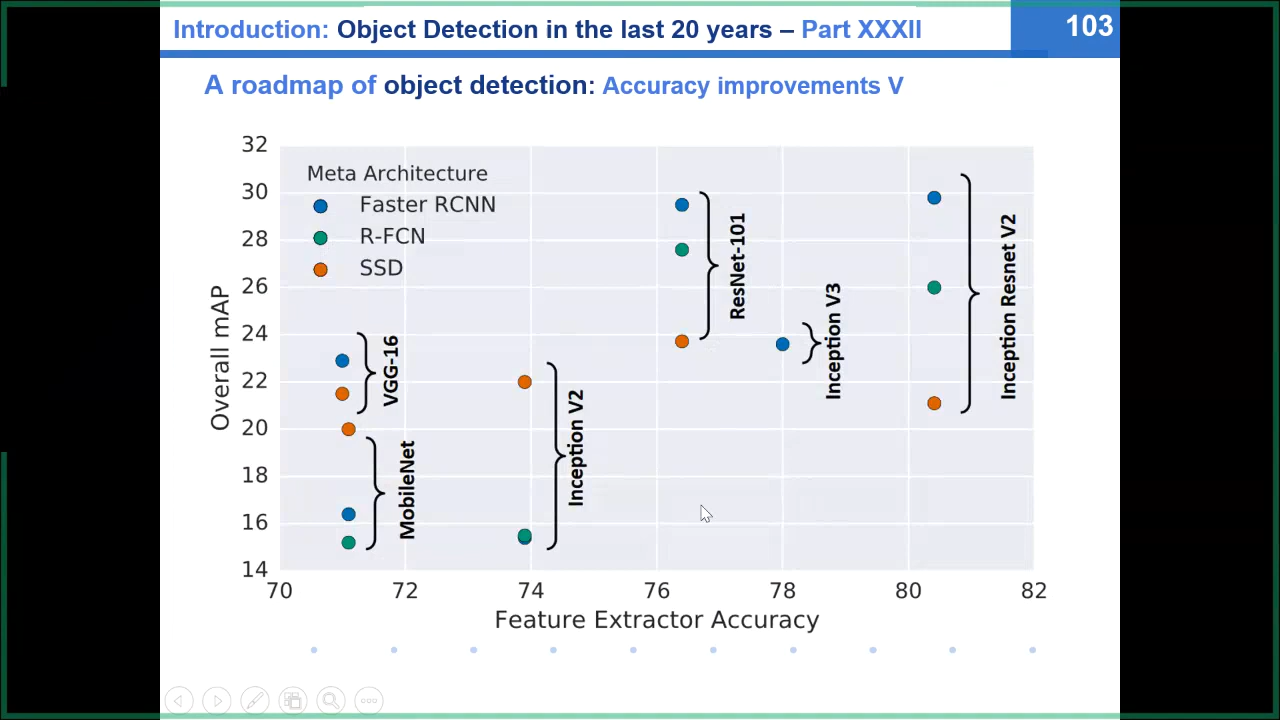 Introduction: Object Detection in the last 20 years – Part XXXII
103
A roadmap of object detection: Accuracy improvements V
32
30
28
26
24
22
20
18
16
14
Overall mAP
Meta Architecture
Faster RCNN
R-FCN
SSD
VGG-16
MobileNet
Inception V2
ResNet-101
Inception V3
Inception Resnet V2
70 72 74 76 78 80 82
Feature Extractor Accuracy